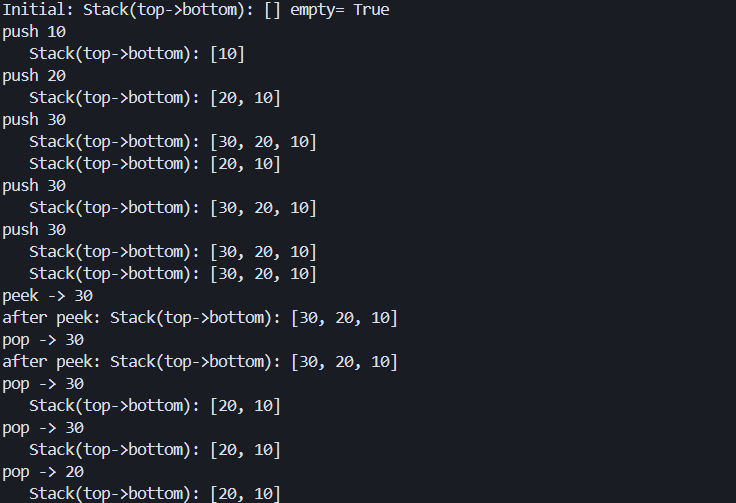 Initial: Stack(top->bottom): [] empty= True
push 10
   Stack(top->bottom): [10]
push 20
   Stack(top->bottom): [20, 10]
push 30
   Stack(top->bottom): [30, 20, 10]
   Stack(top->bottom): [20, 10]
push 30
   Stack(top->bottom): [30, 20, 10]
push 30
   Stack(top->bottom): [30, 20, 10]
   Stack(top->bottom): [30, 20, 10]
peek -> 30
after peek: Stack(top->bottom): [30, 20, 10]
pop -> 30
after peek: Stack(top->bottom): [30, 20, 10]
pop -> 30
   Stack(top->bottom): [20, 10]
pop -> 30
   Stack(top->bottom): [20, 10]
pop -> 20
   Stack(top->bottom): [20, 10]